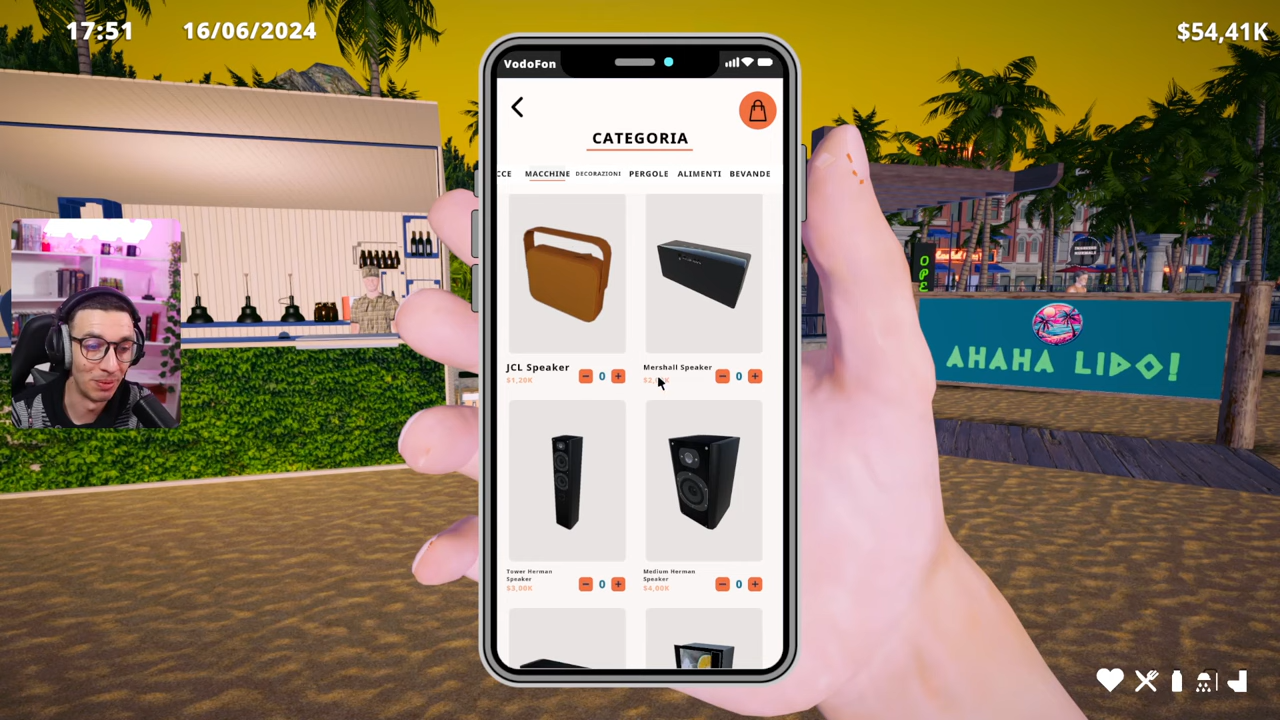 17:51 16/06/2024
$54,41K
VodoFon
CATEGORIA
CCE MACCHINE DECORAZIONI PERGOLE ALIMENTI BEVANDE
JCL Speaker
$1,20K
0
Mershall Speaker
0
Tower Herman
Speaker
$3,00K
0
Medium Herman
Speaker
$4,00K
0
OPE
AHAHA LIDO!